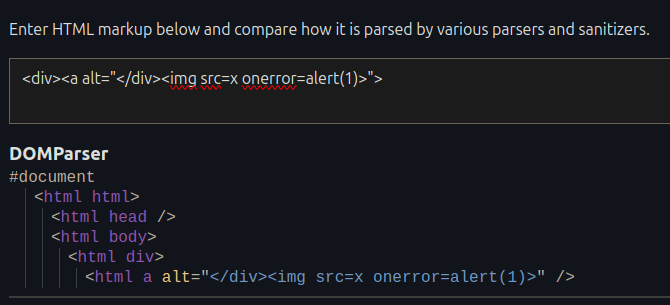 Enter HTML markup below and compare how it is parsed by various parsers and sanitizers.
<div><a alt="</div><img src=x onerror=alert(1)>">
DOMParser
#document
<html html>
<html head />
<html body>
<html div>
<html a alt="</div><img src=x onerror=alert(1)>" />